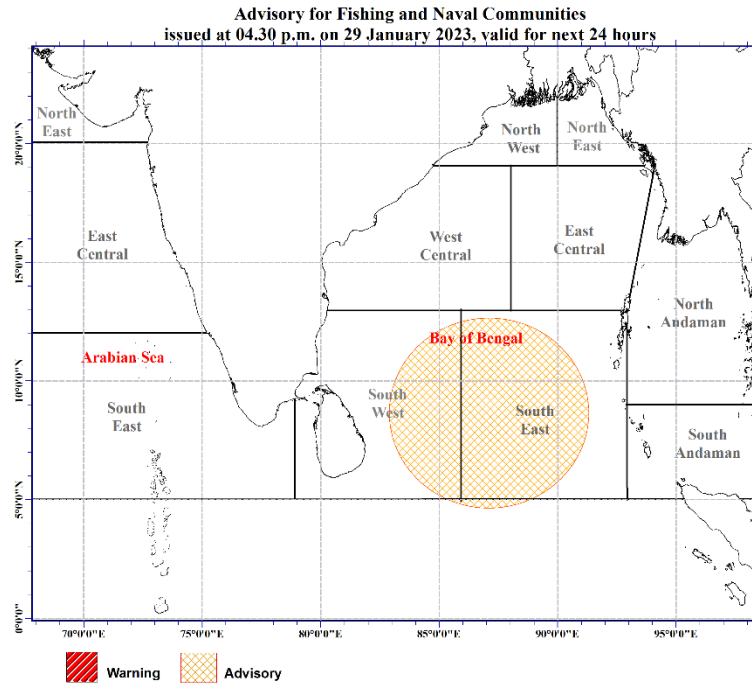 Advisory for Fishing and Naval Communities
issued at 04.30 p.m. on 29 January 2023, valid for next 24 hours
North
East
North
West
North
East
20°0'0"N
East
Central
West
Central
East
Central
15°0'0"N
North
Andaman
Bay of Bengal
Arabian Sea
10°0'0"N
South
East
South
West
South
East
South
Andaman
5°0'0"N
0°0'0"
70°0'0"E
75°0'0"E
80°0'0"E
85°0'0"E
90°0'0"E
95°0'0"E
Warning
Advisory